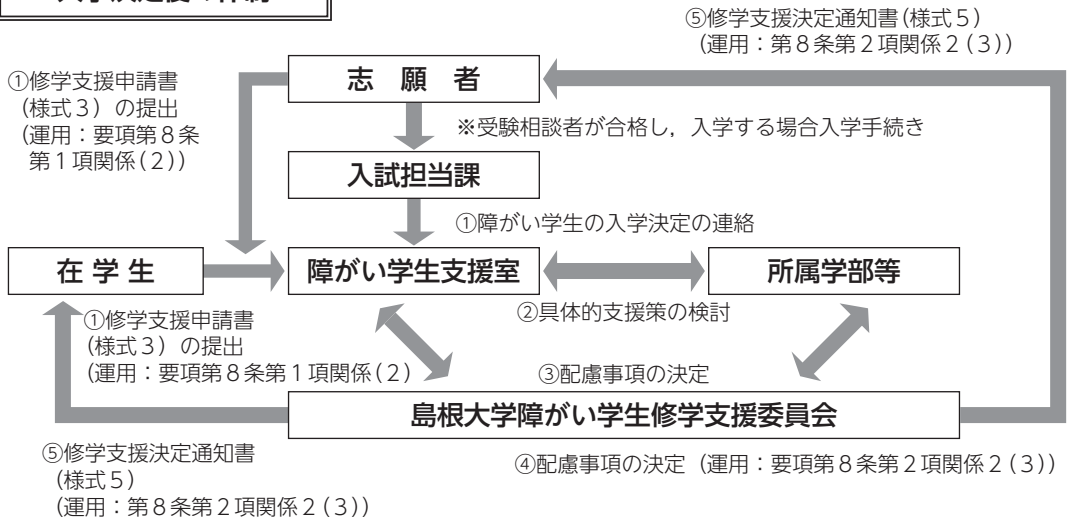 ⑤修学支援決定通知書(様式５)
(運用：第８条第２項関係２(３))
①修学支援申請書
(様式３) の提出
(運用：要項第８条
第１項関係(２))
志　願　者
※受験相談者が合格し，入学する場合入学手続き
入試担当課
①障がい学生の入学決定の連絡
在 学 生
障がい学生支援室
所属学部等
②具体的支援策の検討
①修学支援申請書
(様式３) の提出
(運用：要項第８条第１項関係(２)
③配慮事項の決定
島根大学障がい学生修学支援委員会
⑤修学支援決定通知書
(様式５)
(運用：第８条第２項関係２(３))
④配慮事項の決定 (運用：要項第８条第２項関係２(３))